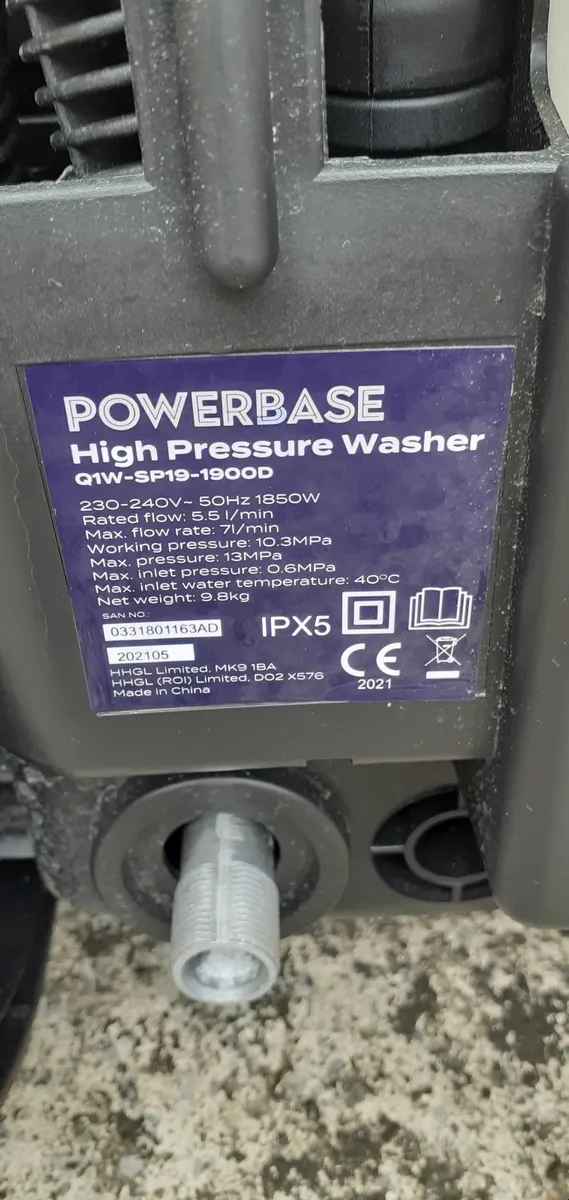 POWERBASE
High Pressure Washer
Q1W-SP19-1900D
230-240V~ 50Hz 1850W
Rated flow: 5.5 l/min
Max. flow rate: 7l/min
Working pressure: 10.3MPa
Max. pressure: 13MPa
Max. inlet pressure: 0.6MPa
Max. inlet water temperature: 40°C
Net weight: 9.8kg
SAN NO.:
0331801163AD
IPX5
202105
CE
2021
HHGL Limited, MK9 1BA
HHGL (ROI) Limited, D02 X576
Made in China